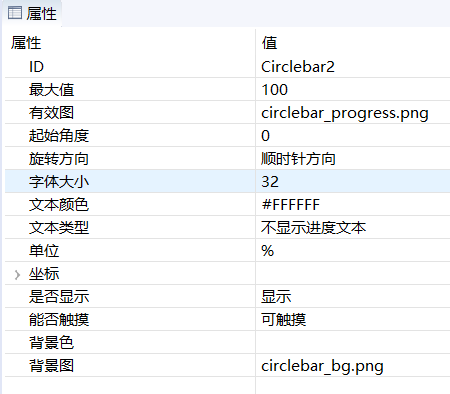 属性
属性 值
ID Circlebar2
最大值 100
有效图 circlebar_progress.png
起始角度 0
旋转方向 顺时针方向
字体大小 32
文本颜色 #FFFFFF
文本类型 不显示进度文本
单位 %
坐标
是否显示 显示
能否触摸 可触摸
背景色
背景图 circlebar_bg.png